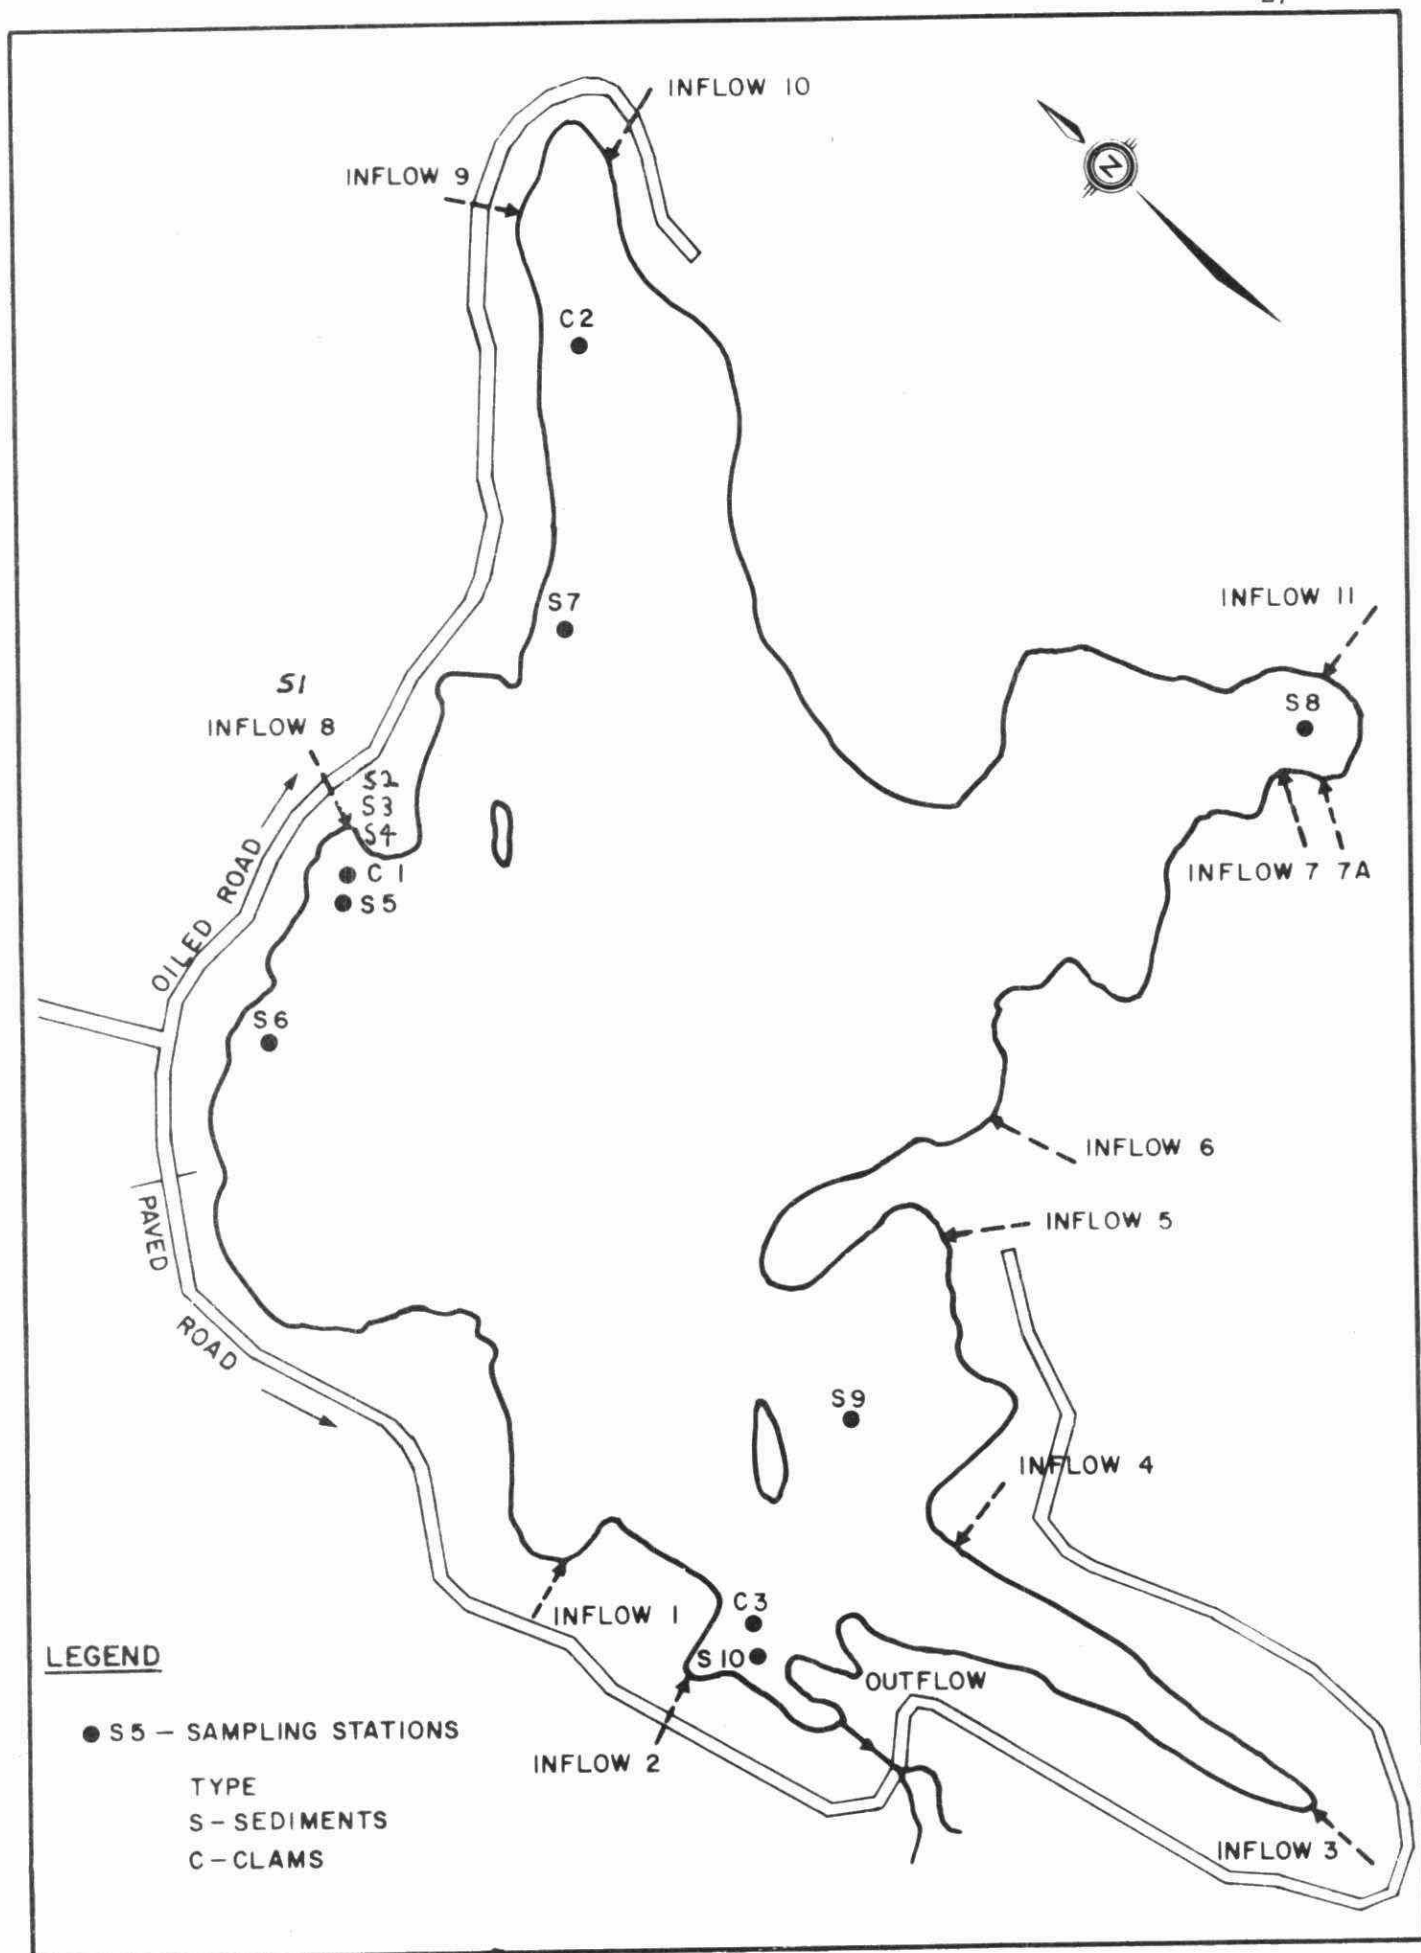 INFLOW 10
INFLOW 9
N
C2
S7
INFLOW 11
S1
S8
INFLOW 8
S2
S3
S4
OILED ROAD
C1
S5
INFLOW 7 7A
S6
INFLOW 6
PAVED
ROAD
INFLOW 5
S9
INFLOW 4
C3
INFLOW 1
S10
LEGEND
OUTFLOW
S5 – SAMPLING STATIONS
INFLOW 2
TYPE
S – SEDIMENTS
C – CLAMS
INFLOW 3